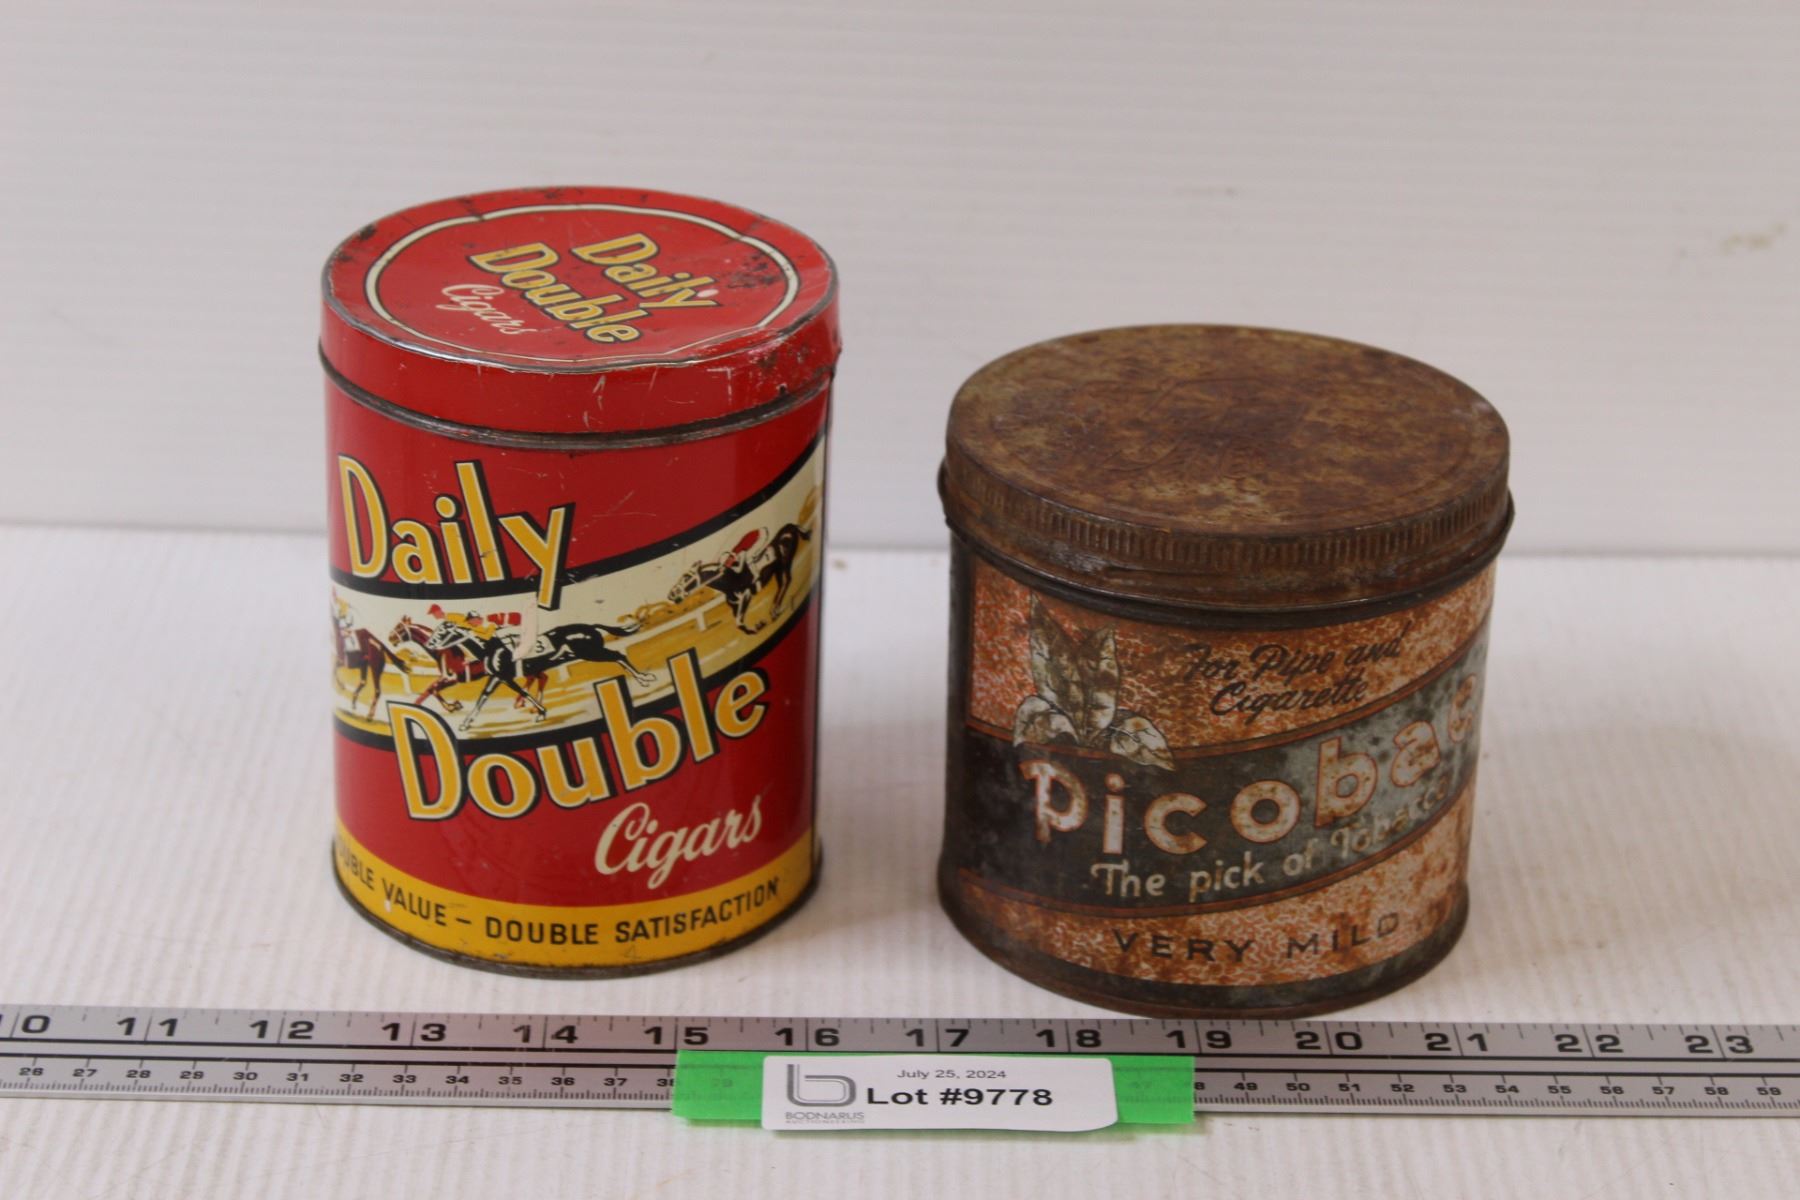 Daily
Double
Cigars
Daily
Double
Cigars
VALUE – DOUBLE SATISFACTION
3
For Pipe and
Cigarette
Picobac
The pick of Tobacco
VERY MILD
11 12 13 14 15 16 17 18 19 20 21 22 23
26 27 28 29 30 31 32 33 34 35 36 37 49 50 51 52 53 54 55 56 57 58 59
July 25, 2024
Lot #9778
BODNARUS
AUCTIONEERING